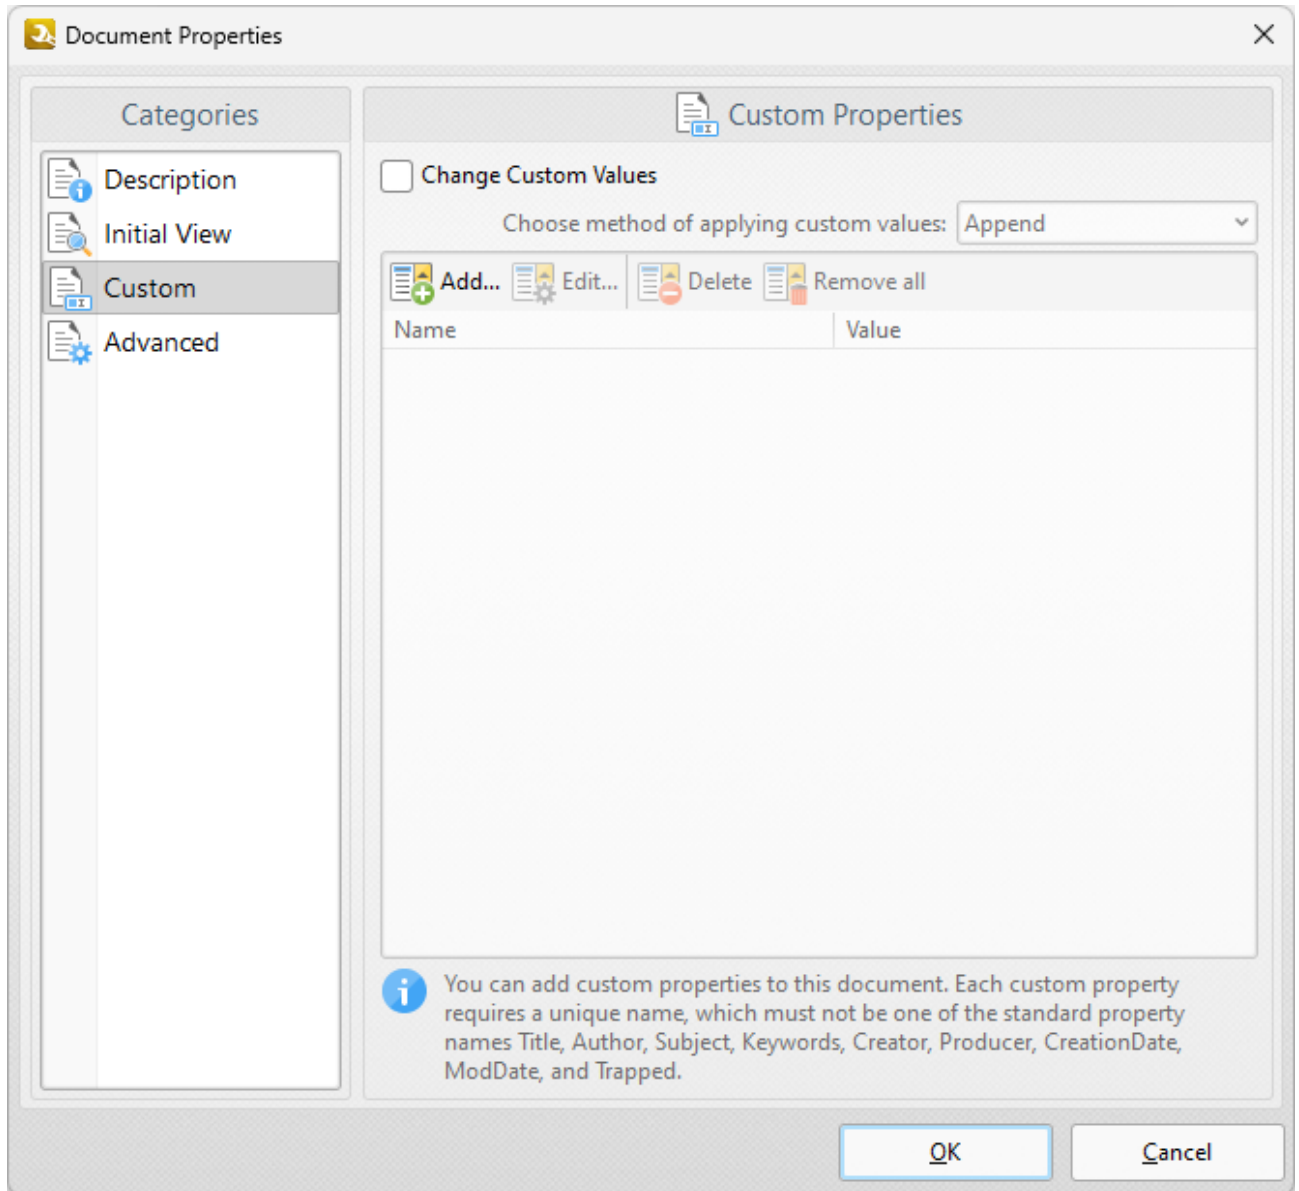 Document Properties
Categories
Description
Initial View
Custom
Advanced
Custom Properties
Change Custom Values
Choose method of applying custom values: Append
Add... Edit... Delete Remove all
Name Value
You can add custom properties to this document. Each custom property
requires a unique name, which must not be one of the standard property
names Title, Author, Subject, Keywords, Creator, Producer, CreationDate,
ModDate, and Trapped.
OK Cancel